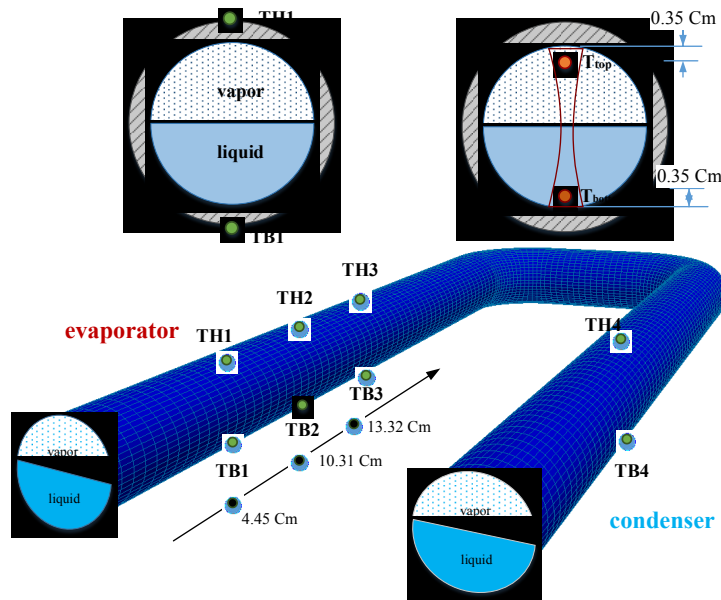 TH1
vapor
liquid
TB1
0.35 Cm
Ttop
0.35 Cm
TH3
TH2
evaporator
TH1
TH4
TB3
TB2
13.32 Cm
TB1
10.31 Cm
TB4
4.45 Cm
condenser
vapor
liquid
vapor
liquid